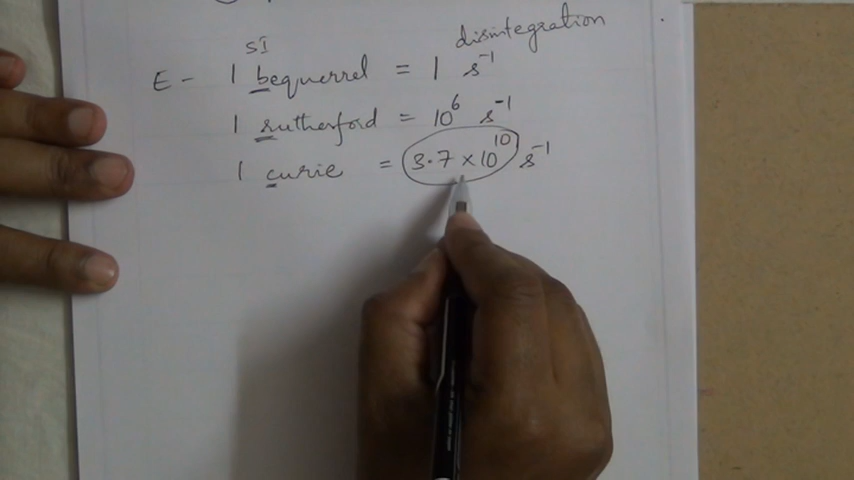 SI disintegration
E - 1 bequerrel = 1 s⁻¹
1 rutherford = 10⁶ s⁻¹
1 curie = 3.7 × 10¹⁰ s⁻¹